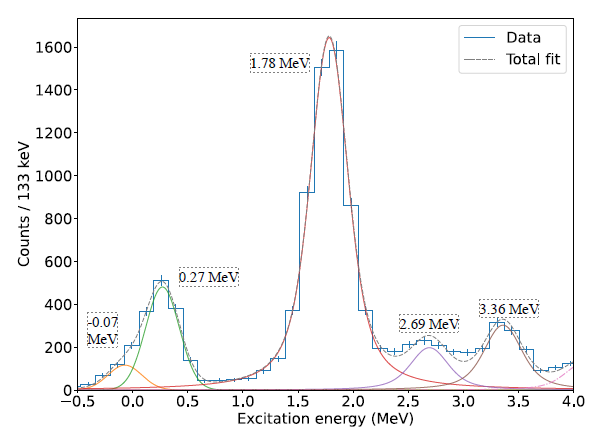 Data
Total fit
1.78 MeV
0.27 MeV
-0.07
MeV
2.69 MeV
3.36 MeV
Counts / 133 keV
1600
1400
1200
1000
800
600
400
200
0
−0.5 0.0 0.5 1.0 1.5 2.0 2.5 3.0 3.5 4.0
Excitation energy (MeV)